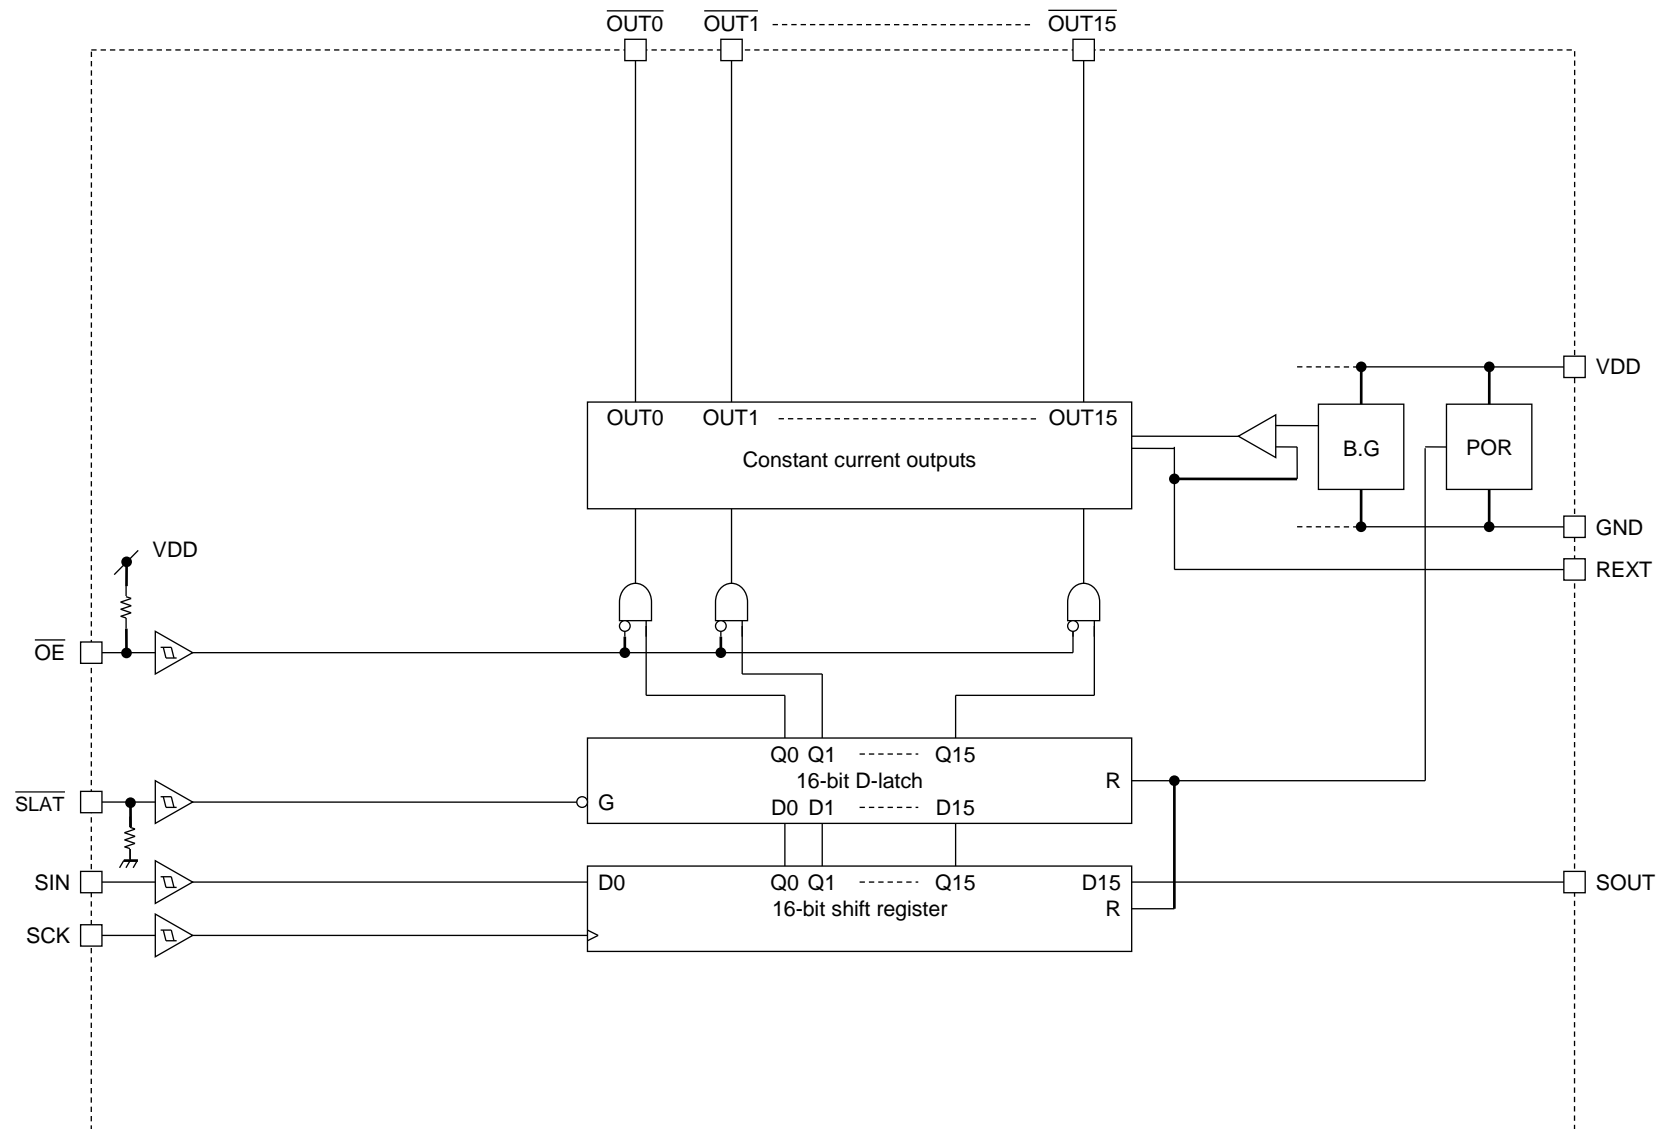 OUT0 OUT1 OUT15
VDD
OUT0 OUT1 OUT15
Constant current outputs
B.G
POR
GND
VDD
REXT
OE
Q0 Q1 Q15
16-bit D-latch
R
SLAT
G
D0 D1 D15
SIN
D0
Q0 Q1 Q15
D15
SOUT
16-bit shift register
R
SCK